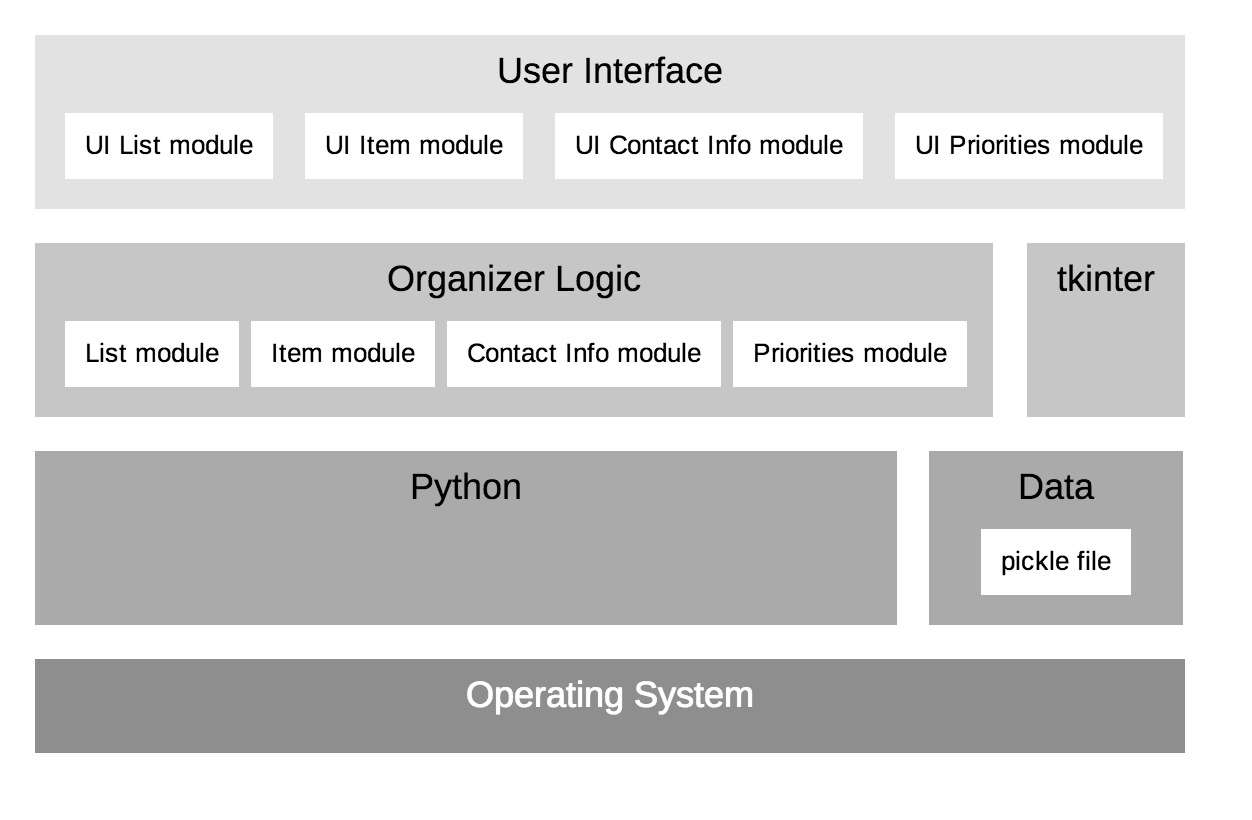 User Interface
UI List module
UI Item module
UI Contact Info module
UI Priorities module
Organizer Logic
List module
Item module
Contact Info module
Priorities module
tkinter
Python
Data
pickle file
Operating System